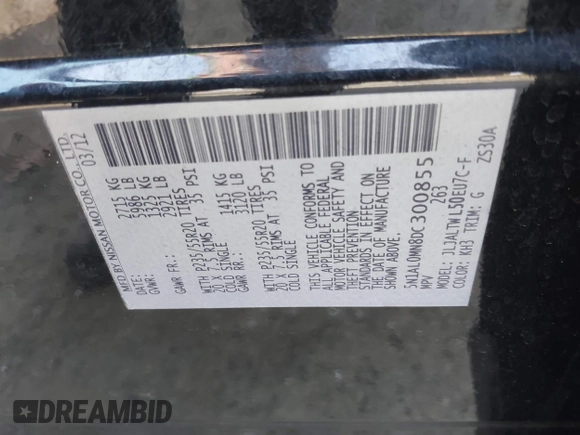 MFD BY NISSAN MOTOR CO., LTD.
DATE: 03/12
GVWR: 2715 KG
5986 LB
GAWR FR.: 1325 KG
2921 LB
WITH P235/55R20 TIRES
20 X 7.5 RIMS AT 35 PSI
COLD SINGLE
GAWR RR.: 1415 KG
3120 LB
WITH P235/55R20 TIRES
20 X 7.5 RIMS AT 35 PSI
COLD SINGLE
THIS VEHICLE CONFORMS TO
ALL APPLICABLE FEDERAL
MOTOR VEHICLE SAFETY AND
THEFT PREVENTION
STANDARDS IN EFFECT ON
THE DATE OF MANUFACTURE
SHOWN ABOVE.
5N1AL0MN8DC300855
MPV 263
MODEL: JLJALTWL50EU7C-F
COLOR: KH3 TRIM: G ZS30A
DREAMBID